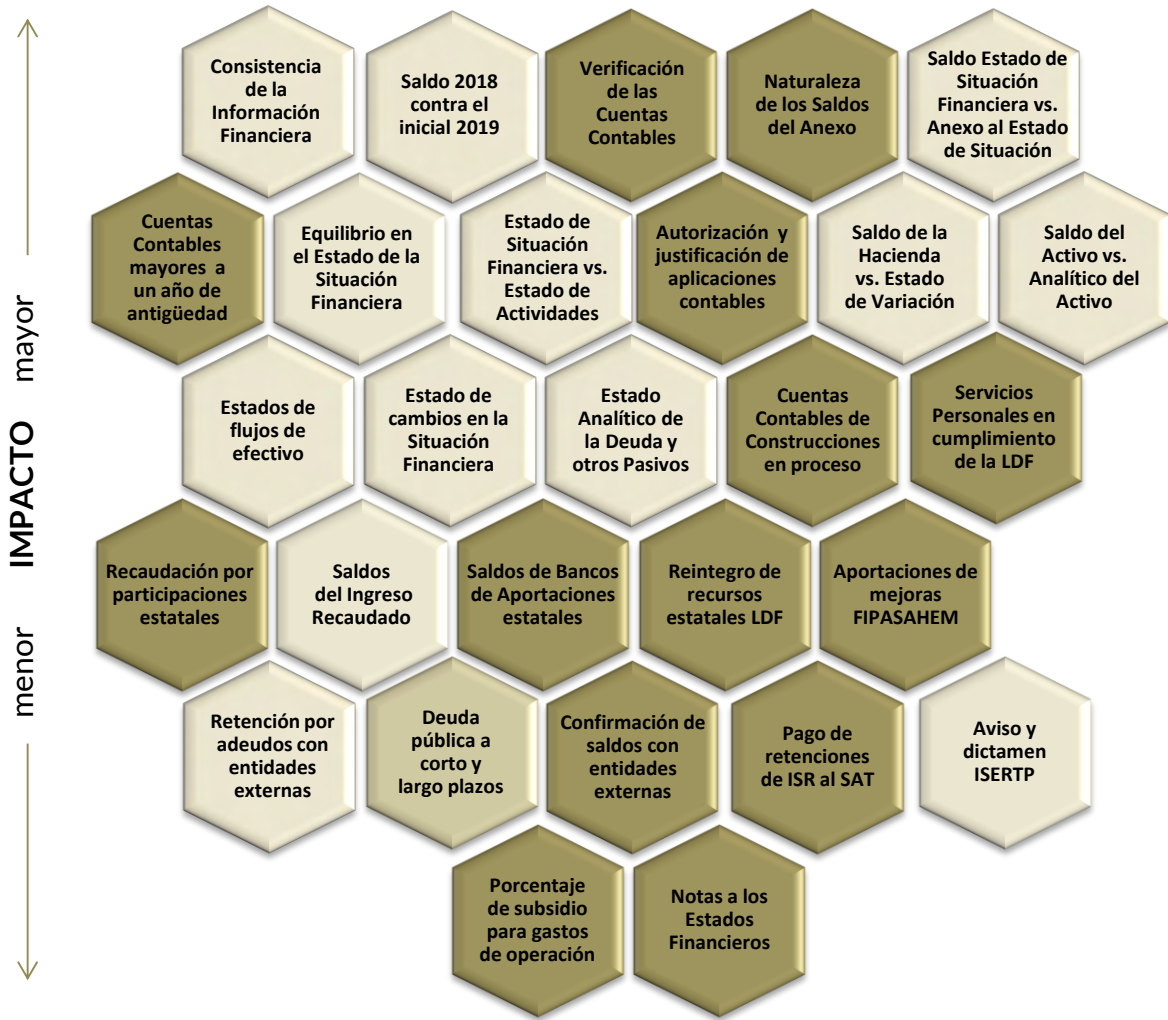 mayor
IMPACTO
menor
Consistencia
de la
Información
Financiera
Saldo 2018
contra el
inicial 2019
Verificación
de las
Cuentas
Contables
Naturaleza
de los Saldos
del Anexo
Saldo Estado de
Situación
Financiera vs.
Anexo al Estado
de Situación
Cuentas
Contables
mayores a
un año de
antigüedad
Equilibrio en
el Estado de la
Situación
Financiera
Estado de
Situación
Financiera vs.
Estado de
Actividades
Autorización y
justificación de
aplicaciones
contables
Saldo de la
Hacienda
vs. Estado
de Variación
Saldo del
Activo vs.
Analítico del
Activo
Estados de
flujos de
efectivo
Estado de
cambios en la
Situación
Financiera
Estado
Analítico de
la Deuda y
otros Pasivos
Cuentas
Contables de
Construcciones
en proceso
Servicios
Personales en
cumplimiento
de la LDF
Recaudación por
participaciones
estatales
Saldos
del Ingreso
Recaudado
Saldos de Bancos
de Aportaciones
estatales
Reintegro de
recursos
estatales LDF
Aportaciones de
mejoras
FIPASAHEM
Retención por
adeudos con
entidades
externas
Deuda
pública a
corto y
largo plazos
Confirmación de
saldos con
entidades
externas
Pago de
retenciones
de ISR al SAT
Aviso y
dictamen
ISERTP
Porcentaje
de subsidio
para gastos
de operación
Notas a los
Estados
Financieros